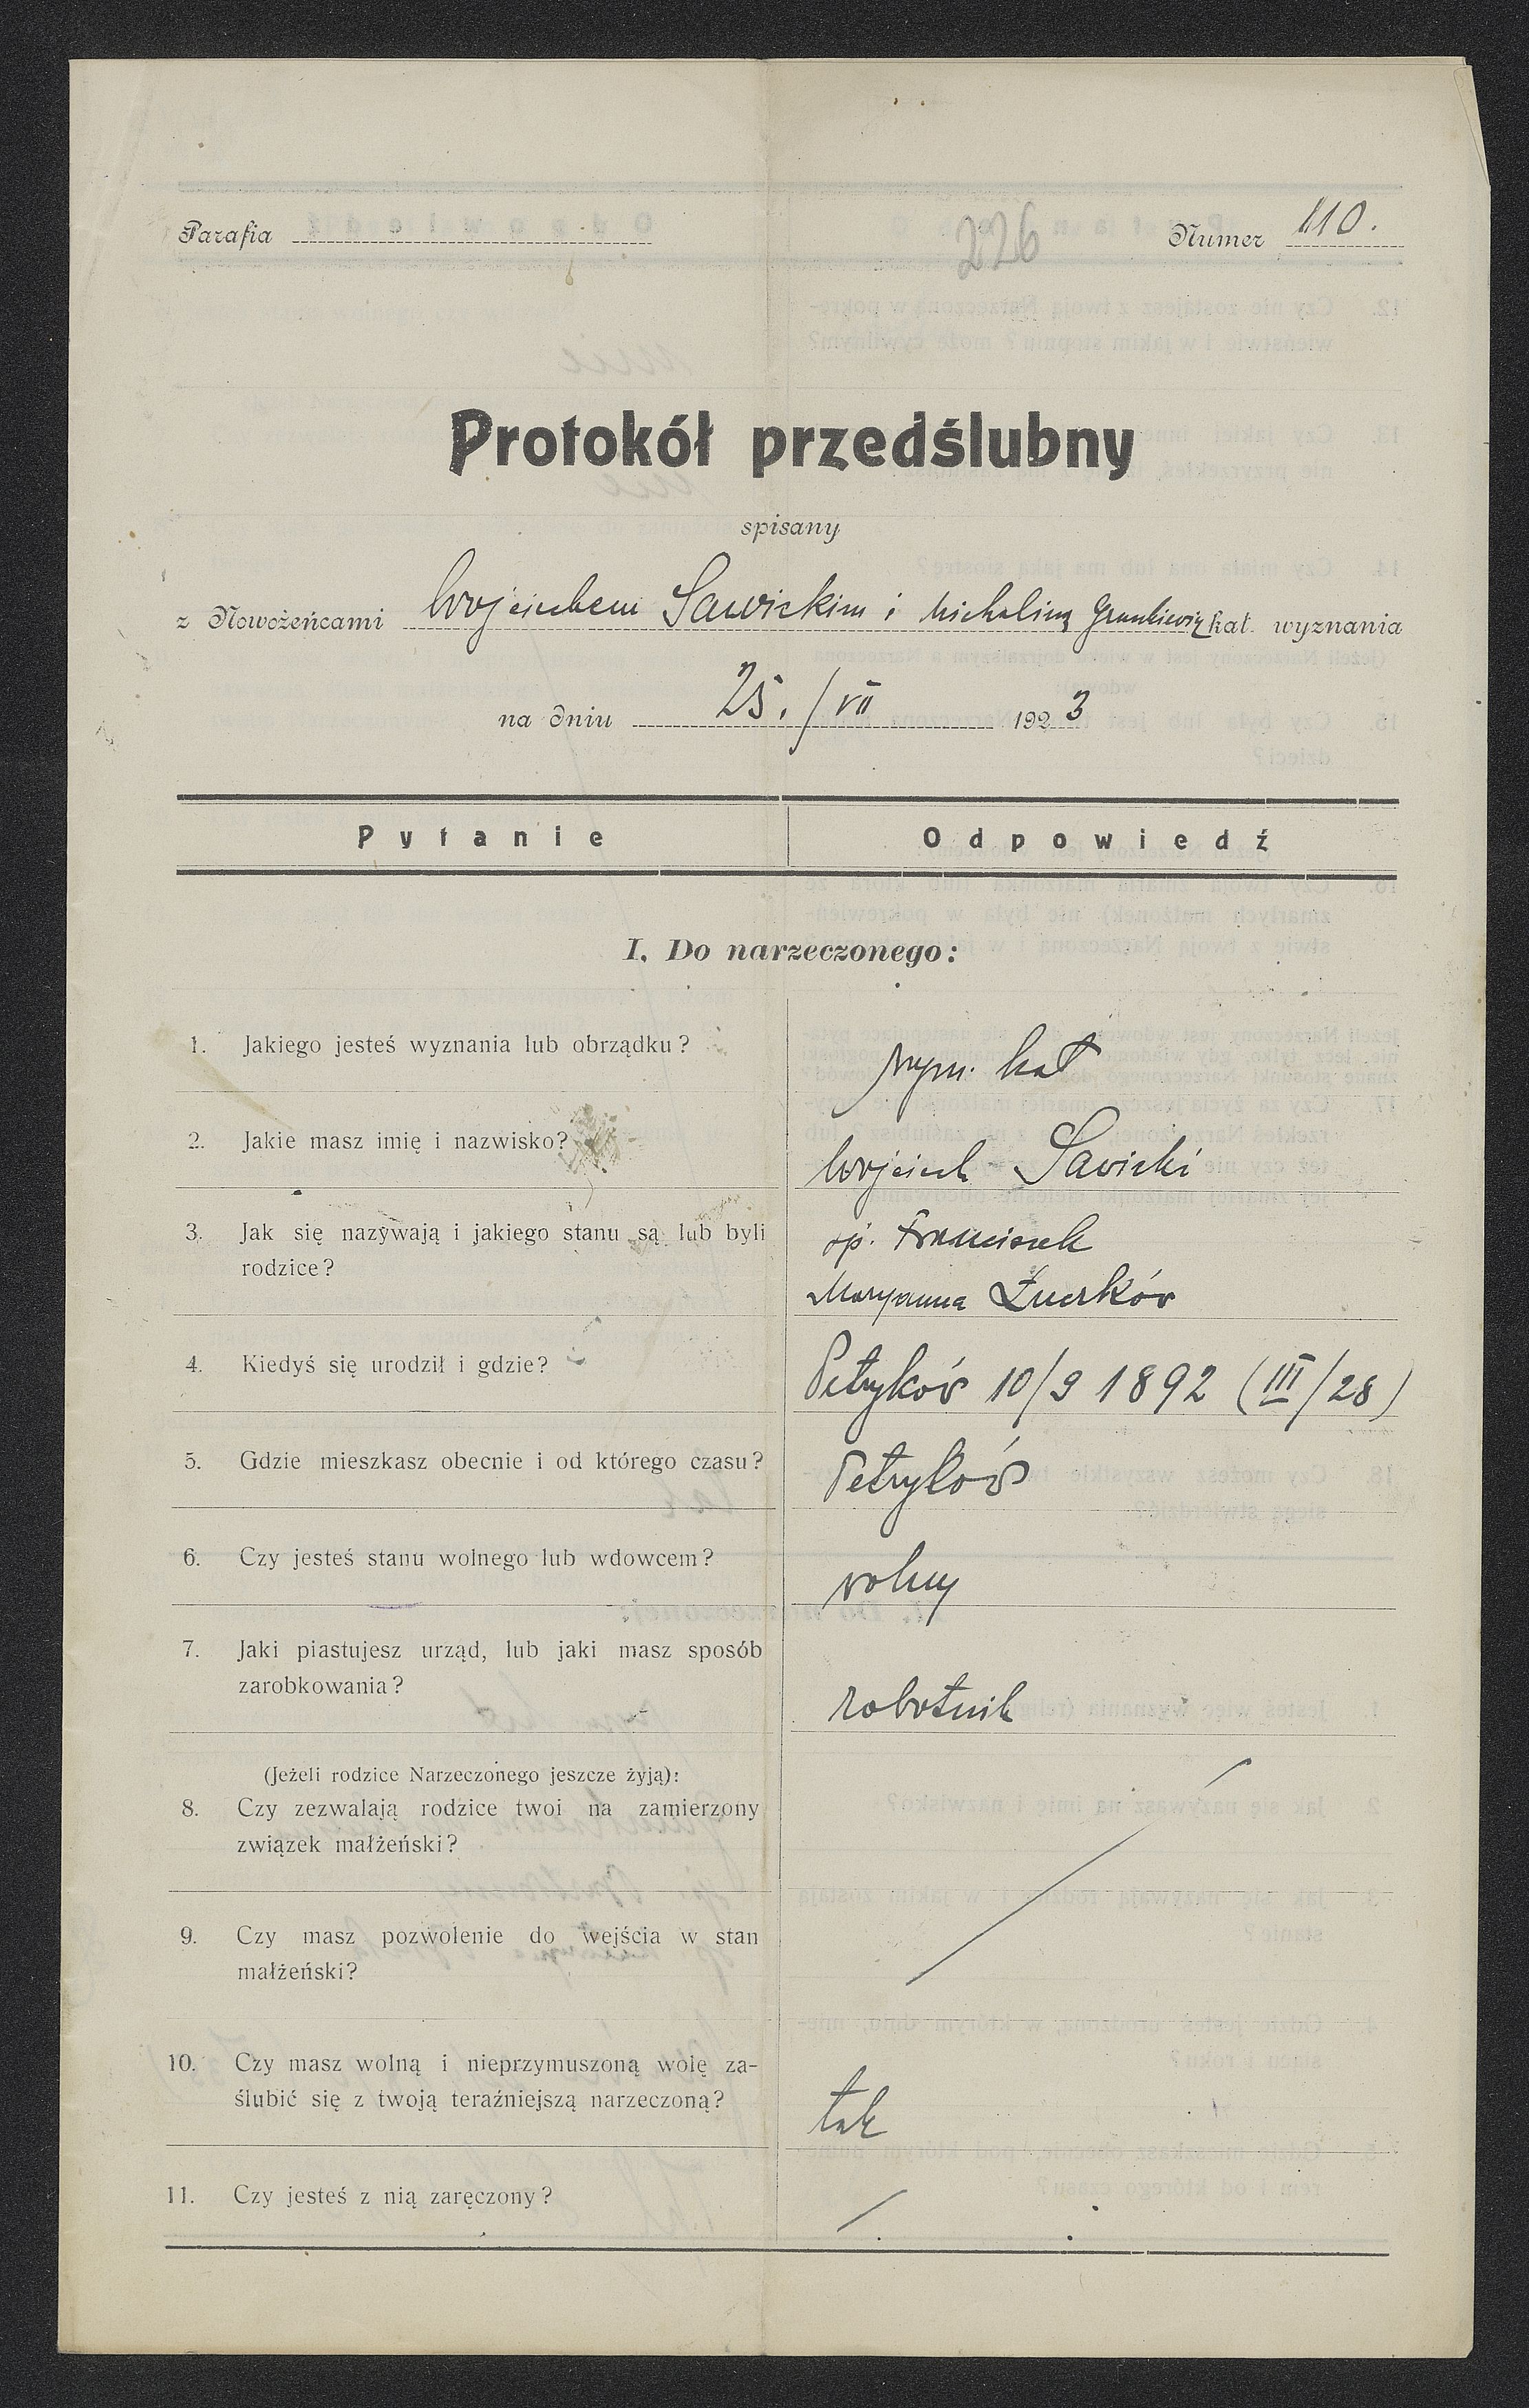 Parafia
226
Numer 110.
Protokół przedślubny
spisany
z Nowożeńcami Wojciechem Sawickim i Michaliną kat. wyznania
na dniu 25. / VII 1923
Pytanie Odpowiedź
I. Do narzeczonego:
1. Jakiego jesteś wyznania lub obrządku?
rzym. kat
2. Jakie masz imię i nazwisko?
Wojciech Sawicki
3. Jak się nazywają i jakiego stanu są lub byli
rodzice?
śp. Franciszek
Maryanna
4. Kiedyś się urodził i gdzie?
Petryków 10/9 1892 (III/28)
5. Gdzie mieszkasz obecnie i od którego czasu?
Petryków
6. Czy jesteś stanu wolnego lub wdowcem?
wolny
7. Jaki piastujesz urząd, lub jaki masz sposób
zarobkowania?
robotnik
(Jeżeli rodzice Narzeczonego jeszcze żyją):
8. Czy zezwalają rodzice twoi na zamierzony
związek małżeński?
9. Czy masz pozwolenie do wejścia w stan
małżeński?
10. Czy masz wolną i nieprzymuszoną wolę za-
ślubić się z twoją teraźniejszą narzeczoną?
tak
11. Czy jesteś z nią zaręczony?